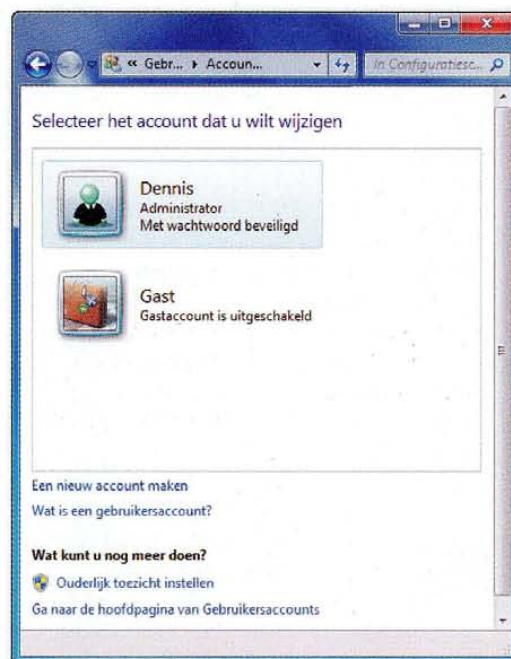 « Gebr... ▸ Accoun...
In Configuratiesc...
Selecteer het account dat u wilt wijzigen
Dennis
Administrator
Met wachtwoord beveiligd
Gast
Gastaccount is uitgeschakeld
Een nieuw account maken
Wat is een gebruikersaccount?
Wat kunt u nog meer doen?
Ouderlijk toezicht instellen
Ga naar de hoofdpagina van Gebruikersaccounts